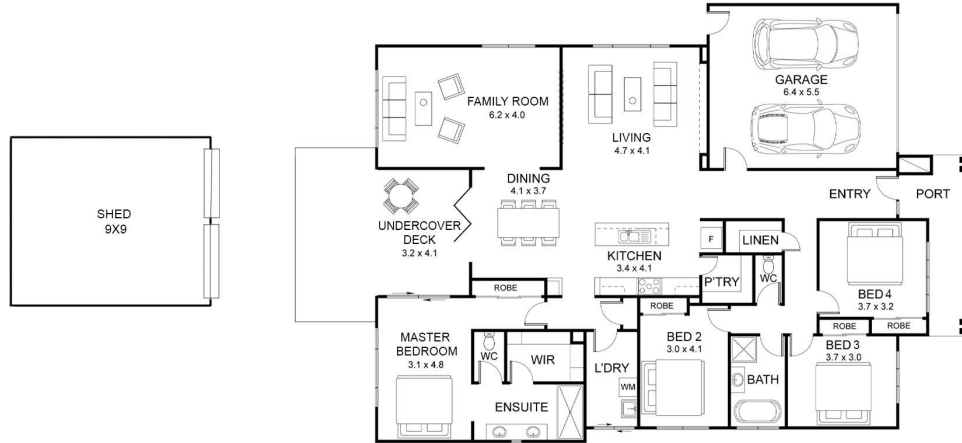 GARAGE
6.4 x 5.5
FAMILY ROOM
6.2 x 4.0
LIVING
4.7 x 4.1
DINING
4.1 x 3.7
ENTRY
PORT
SHED
9X9
UNDERCOVER
DECK
3.2 x 4.1
KITCHEN
3.4 x 4.1
F
LINEN
P'TRY
WC
BED 4
3.7 x 3.2
ROBE
ROBE
ROBE
ROBE
MASTER
BEDROOM
3.1 x 4.8
WC
WIR
L'DRY
WM
BED 2
3.0 x 4.1
BATH
BED 3
3.7 x 3.0
ENSUITE